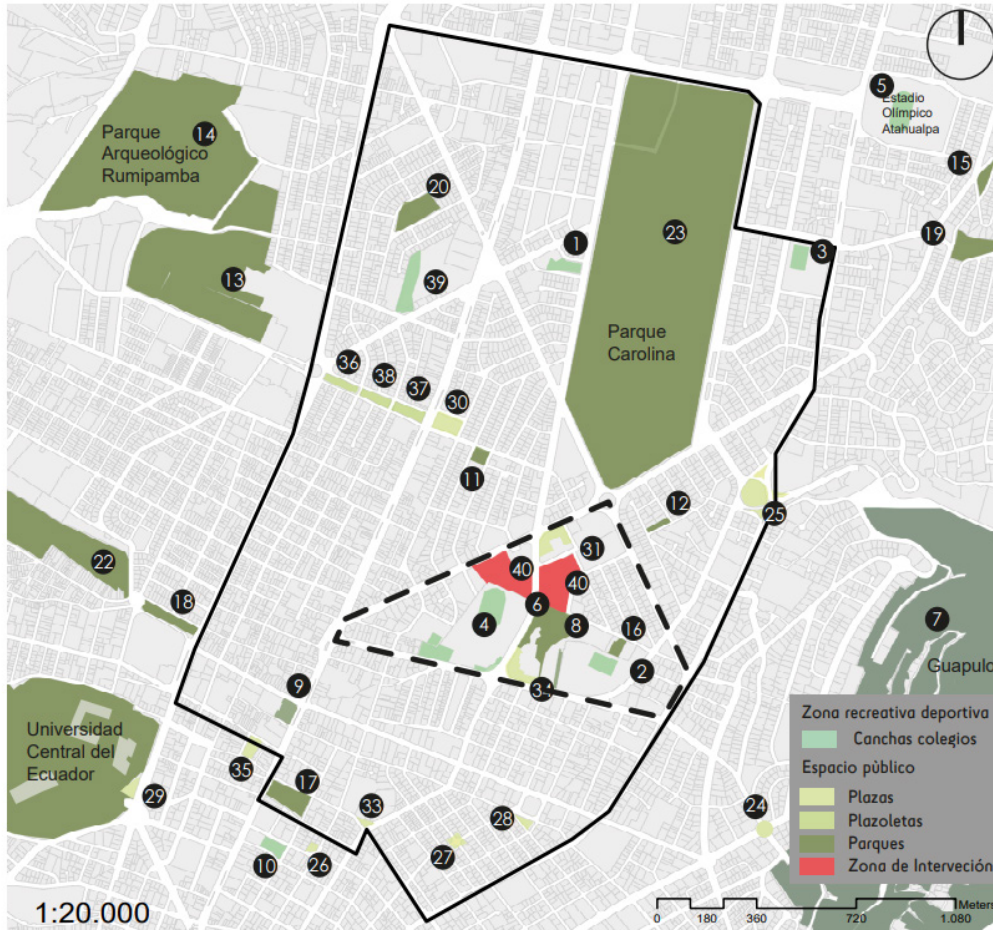 5
Estadio
Olímpico
Atahualpa
Parque
Arqueológico
Rumipamba
14
15
20
23
1
19
3
13
39
Parque
Carolina
36
38
37
30
11
12
25
31
22
40
40
18
6
8
4
16
7
2
Guapulo
34
9
Zona recreativa deportiva
Canchas colegios
Espacio pùblico
Plazas
Plazoletas
Parques
Zona de Interveción
Universidad
Central del
Ecuador
35
29
17
33
28
24
27
10
26
1:20.000
Meters
0 180 360 720 1.080